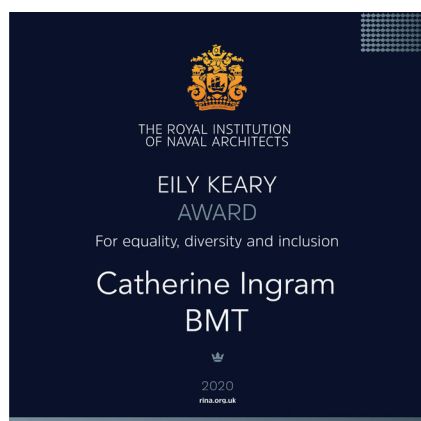 THE ROYAL INSTITUTION
OF NAVAL ARCHITECTS
EILY KEARY
AWARD
For equality, diversity and inclusion
Catherine Ingram
BMT
2020
rina.org.uk